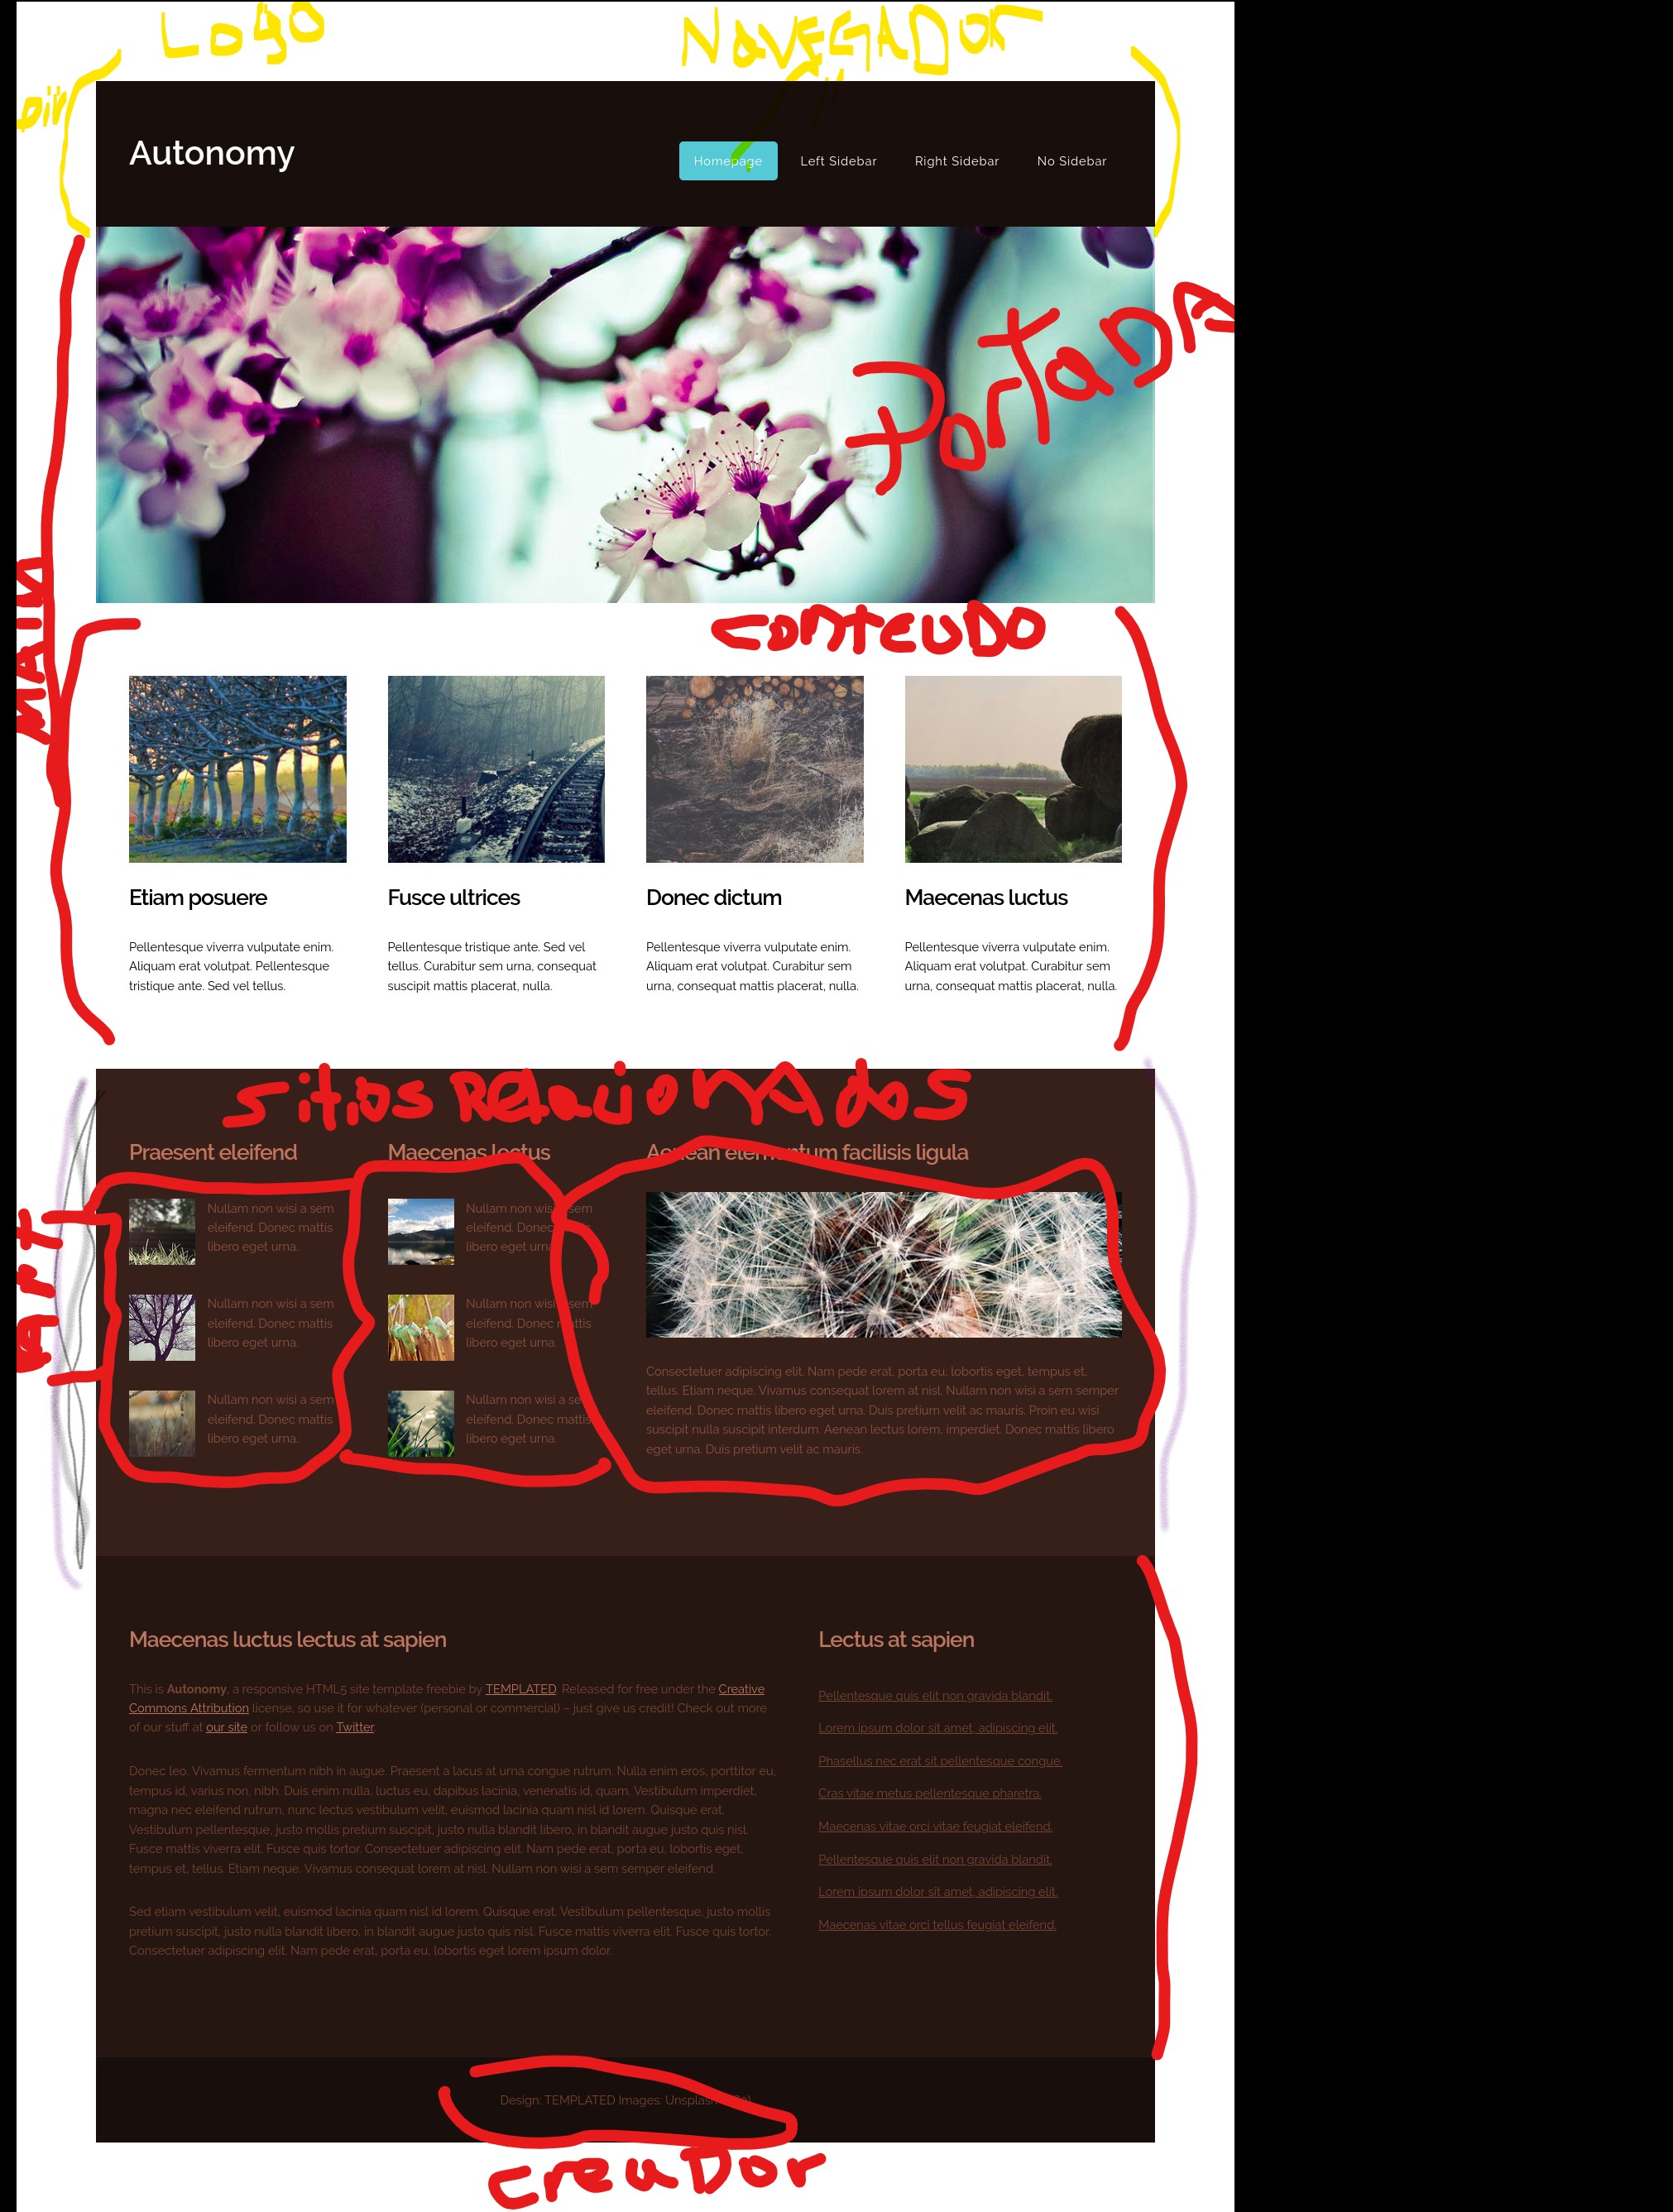 Logo
NavEGADor
Autonomy
Homepage
Left Sidebar
Right Sidebar
No Sidebar
PorTaDA
MAIN
conteuDo
Etiam posuere
Pellentesque viverra vulputate enim.
Aliquam erat volutpat. Pellentesque
tristique ante. Sed vel tellus.
Fusce ultrices
Pellentesque tristique ante. Sed vel
tellus. Curabitur sem urna, consequat
suscipit mattis placerat, nulla.
Donec dictum
Pellentesque viverra vulputate enim.
Aliquam erat volutpat. Curabitur sem
urna, consequat mattis placerat, nulla.
Maecenas luctus
Pellentesque viverra vulputate enim.
Aliquam erat volutpat. Curabitur sem
urna, consequat mattis placerat, nulla.
sitios Relacionados
Art
Praesent eleifend
Nullam non wisi a sem
eleifend. Donec mattis
libero eget urna.
Nullam non wisi a sem
eleifend. Donec mattis
libero eget urna.
Nullam non wisi a sem
eleifend. Donec mattis
libero eget urna.
Maecenas lectus
Nullam non wisi a sem
eleifend. Donec mattis
libero eget urna.
Nullam non wisi a sem
eleifend. Donec mattis
libero eget urna.
Nullam non wisi a sem
eleifend. Donec mattis
libero eget urna.
Aenean elementum facilisis ligula
Consectetuer adipiscing elit. Nam pede erat, porta eu, lobortis eget, tempus et,
tellus. Etiam neque. Vivamus consequat lorem at nisl. Nullam non wisi a sem semper
eleifend. Donec mattis libero eget urna. Duis pretium velit ac mauris. Proin eu wisi
suscipit nulla suscipit interdum. Aenean lectus lorem, imperdiet. Donec mattis libero
eget urna. Duis pretium velit ac mauris.
Maecenas luctus lectus at sapien
This is Autonomy, a responsive HTML5 site template freebie by TEMPLATED. Released for free under the Creative
Commons Attribution license, so use it for whatever (personal or commercial) – just give us credit! Check out more
of our stuff at our site or follow us on Twitter.
Donec leo. Vivamus fermentum nibh in augue. Praesent a lacus at urna congue rutrum. Nulla enim eros, porttitor eu,
tempus id, varius non, nibh. Duis enim nulla, luctus eu, dapibus lacinia, venenatis id, quam. Vestibulum imperdiet,
magna nec eleifend rutrum, nunc lectus vestibulum velit, euismod lacinia quam nisl id lorem. Quisque erat.
Vestibulum pellentesque, justo mollis pretium suscipit, justo nulla blandit libero, in blandit augue justo quis nisl.
Fusce mattis viverra elit. Fusce quis tortor. Consectetuer adipiscing elit. Nam pede erat, porta eu, lobortis eget,
tempus et, tellus. Etiam neque. Vivamus consequat lorem at nisl. Nullam non wisi a sem semper eleifend.
Sed etiam vestibulum velit, euismod lacinia quam nisl id lorem. Quisque erat. Vestibulum pellentesque, justo mollis
pretium suscipit, justo nulla blandit libero, in blandit augue justo quis nisl. Fusce mattis viverra elit. Fusce quis tortor.
Consectetuer adipiscing elit. Nam pede erat, porta eu, lobortis eget lorem ipsum dolor.
Lectus at sapien
Pellentesque quis elit non gravida blandit.
Lorem ipsum dolor sit amet, adipiscing elit.
Phasellus nec erat sit pellentesque congue.
Cras vitae metus pellentesque pharetra.
Maecenas vitae orci vitae feugiat eleifend.
Pellentesque quis elit non gravida blandit.
Lorem ipsum dolor sit amet, adipiscing elit.
Maecenas vitae orci tellus feugiat eleifend.
Design: TEMPLATED Images: Unsplash
creaDor